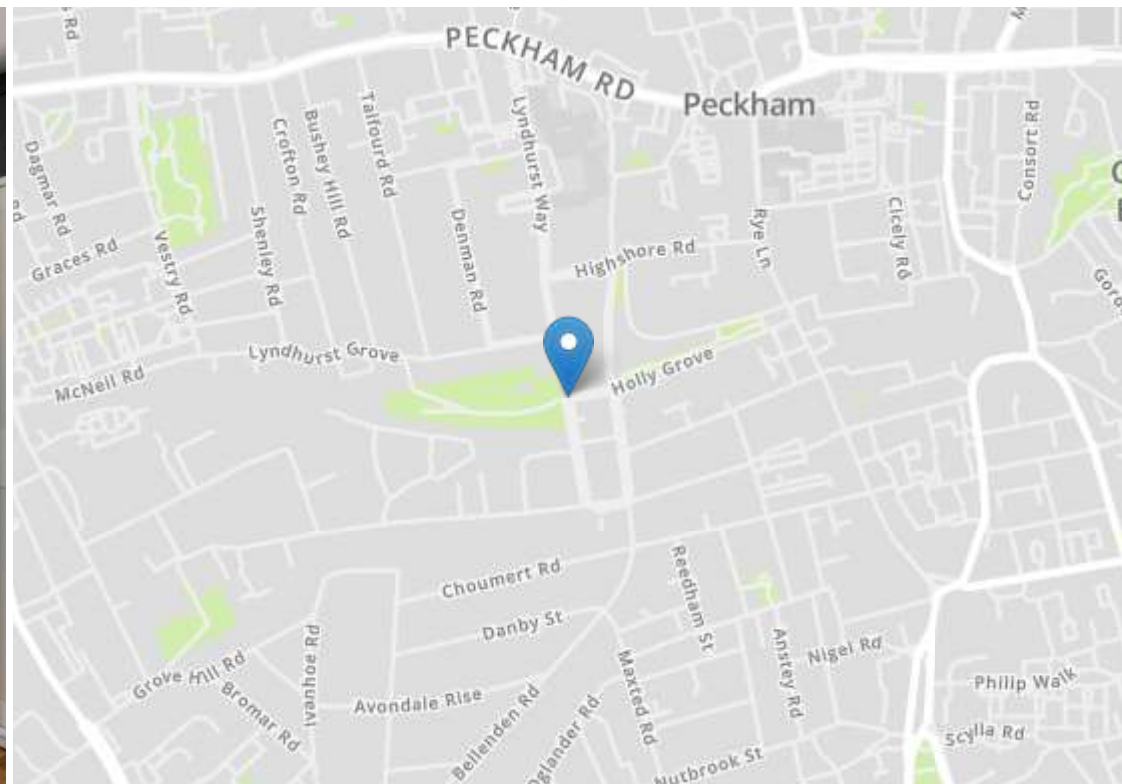 PECKHAM RD
Peckham
Talfourd Rd
Bushey Hill Rd
Crofton Rd
Lyndhurst Way
Consort Rd
Dagmar Rd
Graces Rd
Vestry Rd
Shenley Rd
Denman Rd
Highshore Rd
Rye Ln
Cicely Rd
Lyndhurst Grove
McNeil Rd
Holly Grove
Choumert Rd
Danby St
Reedham St
Anstey Rd
Nigel Rd
Grove Hill Rd
Bromar Rd
Ivanhoe Rd
Avondale Rise
Bellenden Rd
Oglander Rd
Maxted Rd
Nutbrook St
Philip Walk
Scylla Rd